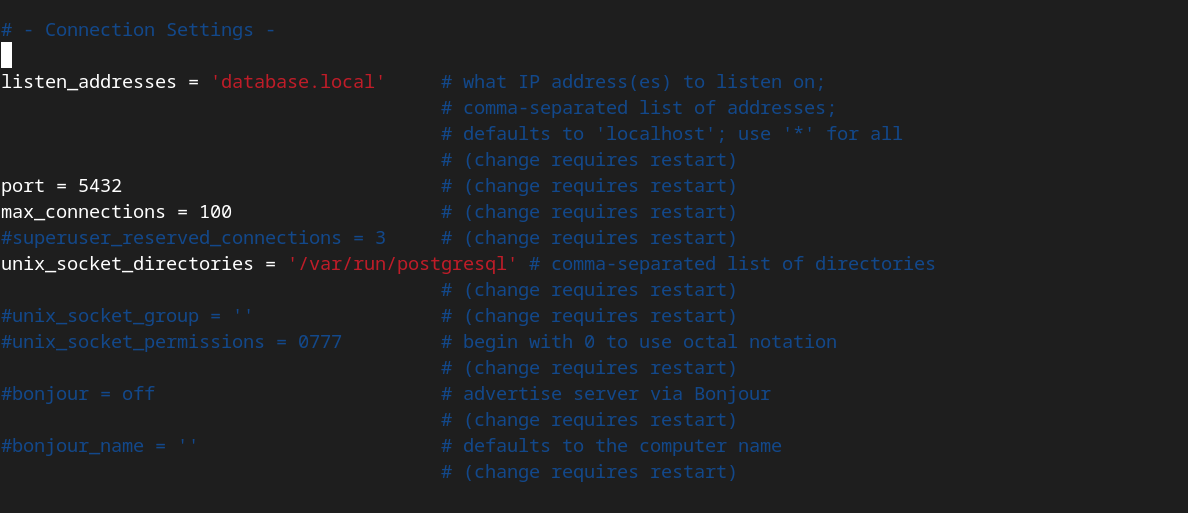 # - Connection Settings -
listen_addresses = 'database.local'     # what IP address(es) to listen on;
                                        # comma-separated list of addresses;
                                        # defaults to 'localhost'; use '*' for all
                                        # (change requires restart)
port = 5432                             # (change requires restart)
max_connections = 100                   # (change requires restart)
#superuser_reserved_connections = 3     # (change requires restart)
unix_socket_directories = '/var/run/postgresql' # comma-separated list of directories
                                        # (change requires restart)
#unix_socket_group = ''                 # (change requires restart)
#unix_socket_permissions = 0777         # begin with 0 to use octal notation
                                        # (change requires restart)
#bonjour = off                          # advertise server via Bonjour
                                        # (change requires restart)
#bonjour_name = ''                      # defaults to the computer name
                                        # (change requires restart)